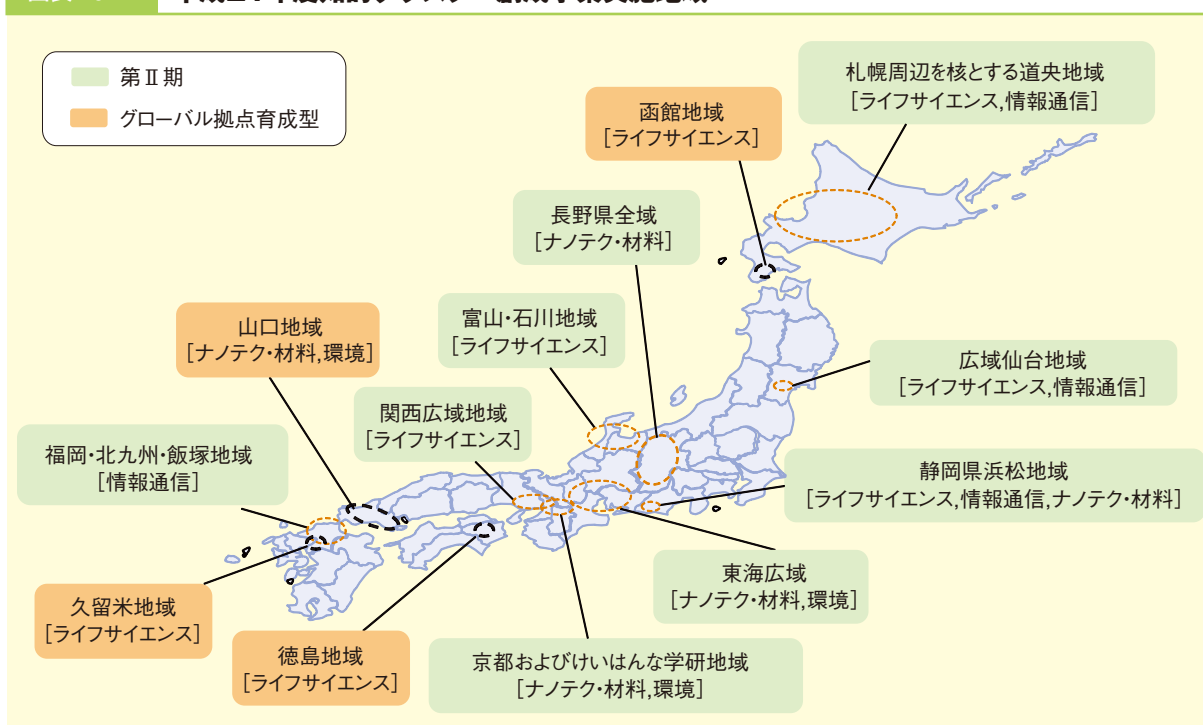 第Ⅱ期
グローバル拠点育成型
札幌周辺を核とする道央地域
[ライフサイエンス,情報通信]
函館地域
[ライフサイエンス]
長野県全域
[ナノテク・材料]
富山・石川地域
[ライフサイエンス]
山口地域
[ナノテク・材料,環境]
広域仙台地域
[ライフサイエンス,情報通信]
関西広域地域
[ライフサイエンス]
福岡・北九州・飯塚地域
[情報通信]
静岡県浜松地域
[ライフサイエンス,情報通信,ナノテク・材料]
東海広域
[ナノテク・材料,環境]
久留米地域
[ライフサイエンス]
徳島地域
[ライフサイエンス]
京都およびけいはんな学研地域
[ナノテク・材料,環境]